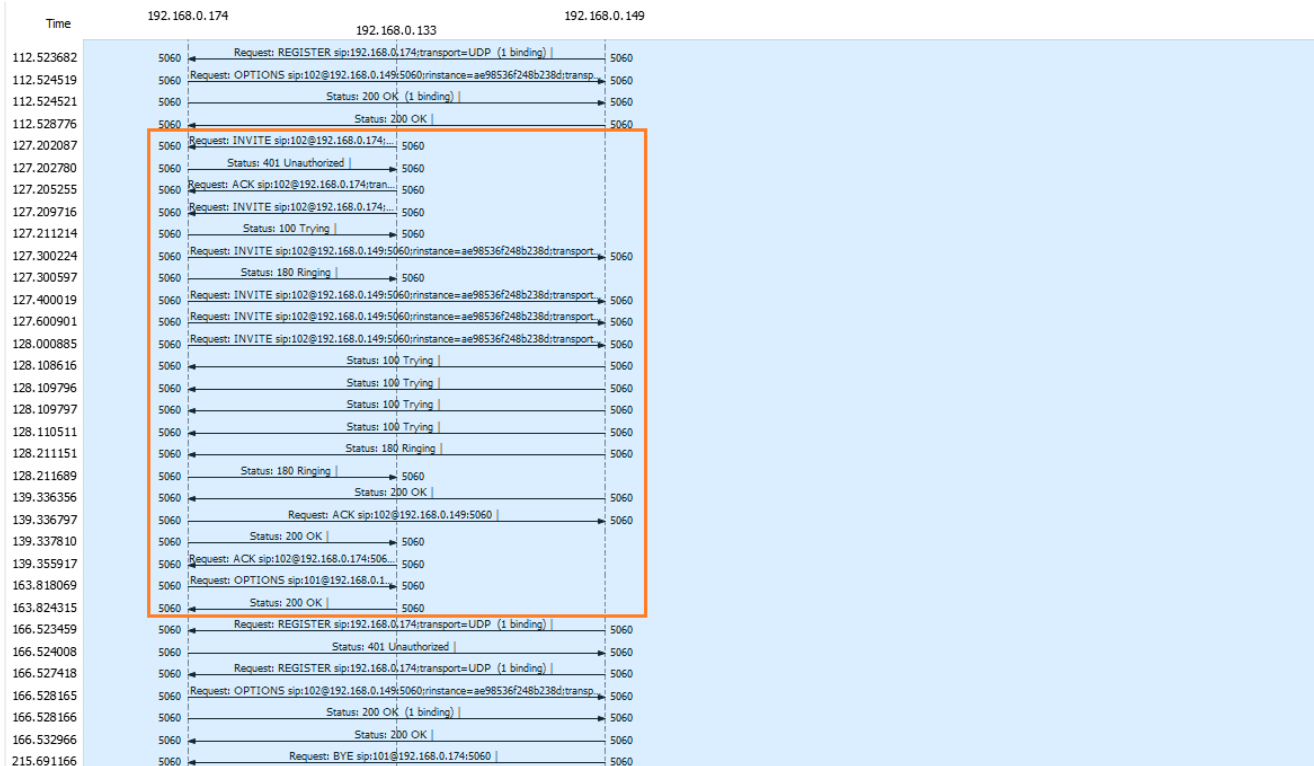 Time 192.168.0.174 192.168.0.133 192.168.0.149
112.523682 5060 Request: REGISTER sip:192.168.0.174;transport=UDP (1 binding) | 5060
112.524519 5060 Request: OPTIONS sip:102@192.168.0.149:5060;rinstance=ae98536f248b238d;transp... 5060
112.524521 5060 Status: 200 OK (1 binding) | 5060
112.528776 5060 Status: 200 OK | 5060
127.202087 5060 Request: INVITE sip:102@192.168.0.174;... 5060
127.202780 5060 Status: 401 Unauthorized | 5060
127.205255 5060 Request: ACK sip:102@192.168.0.174;tran... 5060
127.209716 5060 Request: INVITE sip:102@192.168.0.174;... 5060
127.211214 5060 Status: 100 Trying | 5060
127.300224 5060 Request: INVITE sip:102@192.168.0.149:5060;rinstance=ae98536f248b238d;transport... 5060
127.300597 5060 Status: 180 Ringing | 5060
127.400019 5060 Request: INVITE sip:102@192.168.0.149:5060;rinstance=ae98536f248b238d;transport... 5060
127.600901 5060 Request: INVITE sip:102@192.168.0.149:5060;rinstance=ae98536f248b238d;transport... 5060
128.000885 5060 Request: INVITE sip:102@192.168.0.149:5060;rinstance=ae98536f248b238d;transport... 5060
128.108616 5060 Status: 100 Trying | 5060
128.109796 5060 Status: 100 Trying | 5060
128.109797 5060 Status: 100 Trying | 5060
128.110511 5060 Status: 100 Trying | 5060
128.211151 5060 Status: 180 Ringing | 5060
128.211689 5060 Status: 180 Ringing | 5060
139.336356 5060 Status: 200 OK | 5060
139.336797 5060 Request: ACK sip:102@192.168.0.149:5060 | 5060
139.337810 5060 Status: 200 OK | 5060
139.355917 5060 Request: ACK sip:102@192.168.0.174:506... 5060
163.818069 5060 Request: OPTIONS sip:101@192.168.0.1... 5060
163.824315 5060 Status: 200 OK | 5060
166.523459 5060 Request: REGISTER sip:192.168.0.174;transport=UDP (1 binding) | 5060
166.524008 5060 Status: 401 Unauthorized | 5060
166.527418 5060 Request: REGISTER sip:192.168.0.174;transport=UDP (1 binding) | 5060
166.528165 5060 Request: OPTIONS sip:102@192.168.0.149:5060;rinstance=ae98536f248b238d;transp... 5060
166.528166 5060 Status: 200 OK (1 binding) | 5060
166.532966 5060 Status: 200 OK | 5060
215.691166 5060 Request: BYE sip:101@192.168.0.174:5060 | 5060